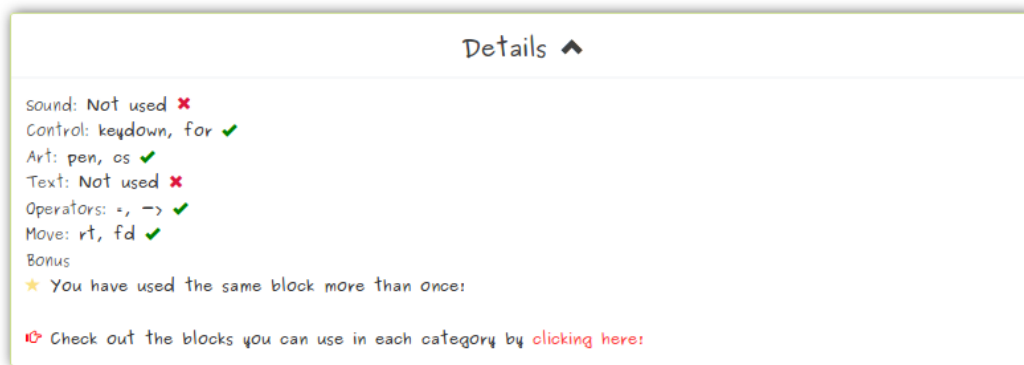 Details
Sound: Not used ✖
Control: keydown, for ✔
Art: pen, cs ✔
Text: Not used ✖
Operators: =, -> ✔
Move: rt, fd ✔
Bonus
★ You have used the same block more than once!
Check out the blocks you can use in each category by clicking here!